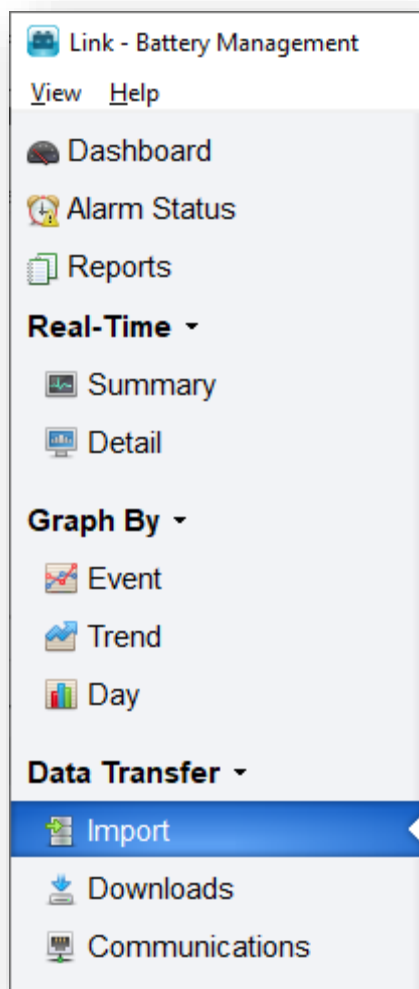 Link - Battery Management
View Help
Dashboard
Alarm Status
Reports
Real-Time
Summary
Detail
Graph By
Event
Trend
Day
Data Transfer
Import
Downloads
Communications